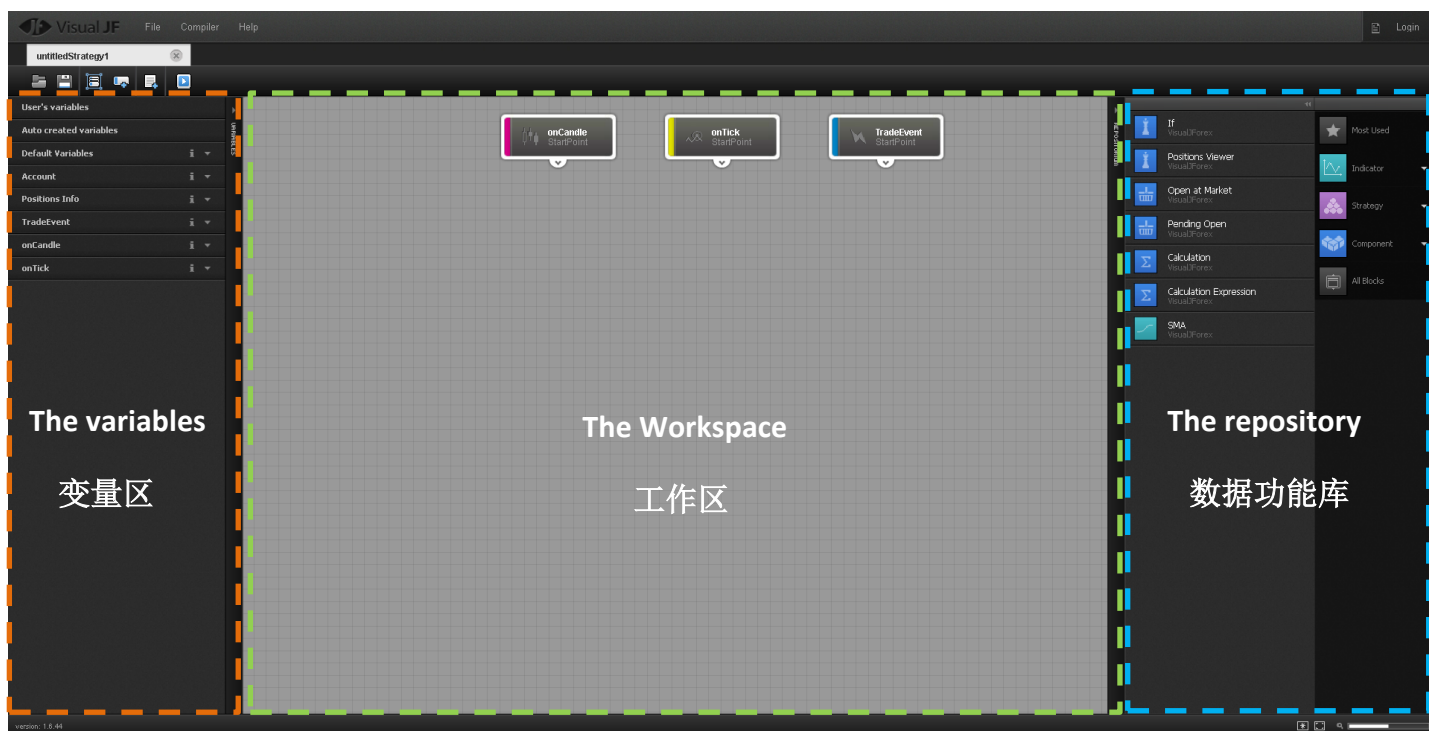 Visual JF File Compiler Help Login
untitledStrategy1
User's variables
Auto created variables
Default Variables
Account
Positions Info
TradeEvent
onCandle
onTick
VARIABLES
The variables
变量区
onCandle
StartPoint
onTick
StartPoint
TradeEvent
StartPoint
The Workspace
工作区
REPOSITORY
If
VisualJForex
Positions Viewer
VisualJForex
Open at Market
VisualJForex
Pending Open
VisualJForex
Calculation
VisualJForex
Calculation Expression
VisualJForex
SMA
VisualJForex
Most Used
Indicator
Strategy
Component
All Blocks
The repository
数据功能库
version: 1.6.44